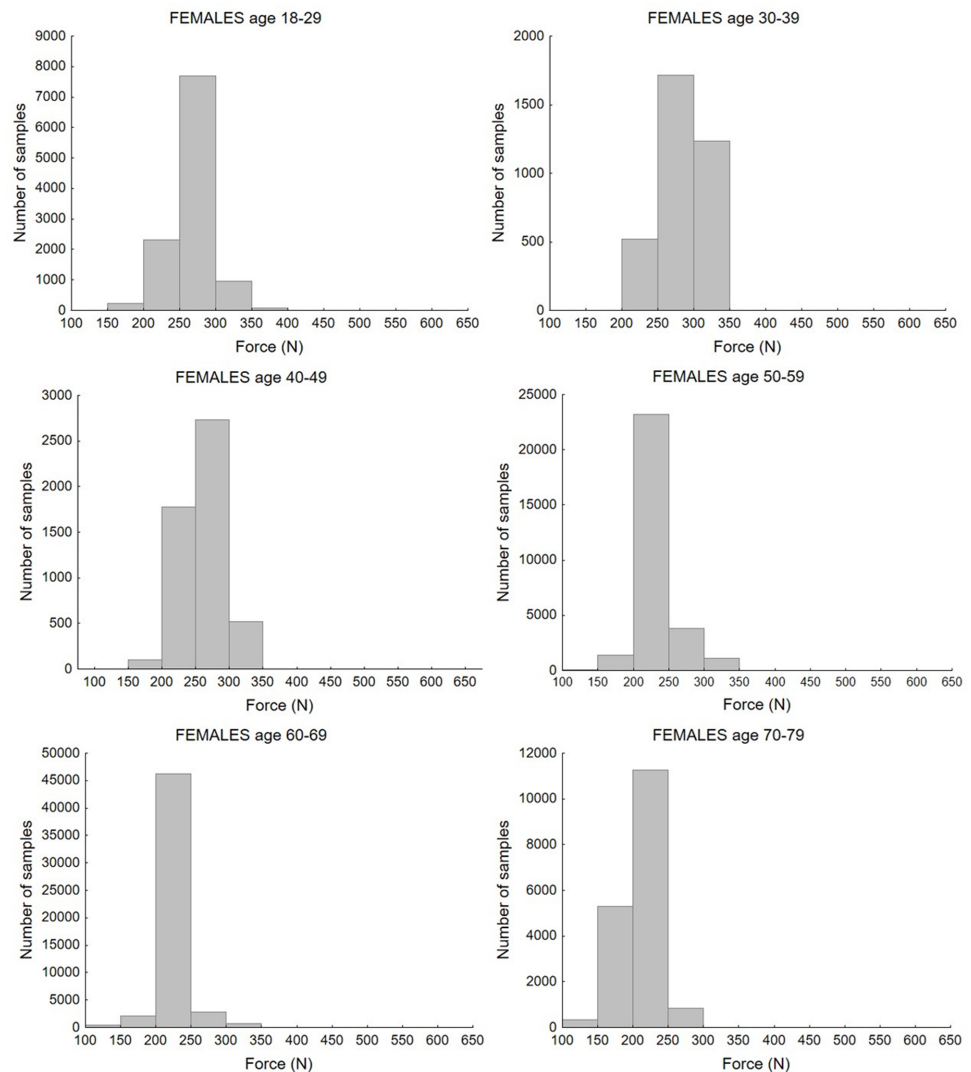 FEMALES age 18-29
Number of samples
9000
8000
7000
6000
5000
4000
3000
2000
1000
0
100 150 200 250 300 350 400 450 500 550 600 650
Force (N)
FEMALES age 30-39
Number of samples
2000
1500
1000
500
0
100 150 200 250 300 350 400 450 500 550 600 650
Force (N)
FEMALES age 40-49
Number of samples
3000
2500
2000
1500
1000
500
0
100 150 200 250 300 350 400 450 500 550 600 650
Force (N)
FEMALES age 50-59
Number of samples
25000
20000
15000
10000
5000
0
100 150 200 250 300 350 400 450 500 550 600 650
Force (N)
FEMALES age 60-69
Number of samples
50000
45000
40000
35000
30000
25000
20000
15000
10000
5000
0
100 150 200 250 300 350 400 450 500 550 600 650
Force (N)
FEMALES age 70-79
Number of samples
12000
10000
8000
6000
4000
2000
0
100 150 200 250 300 350 400 450 500 550 600 650
Force (N)